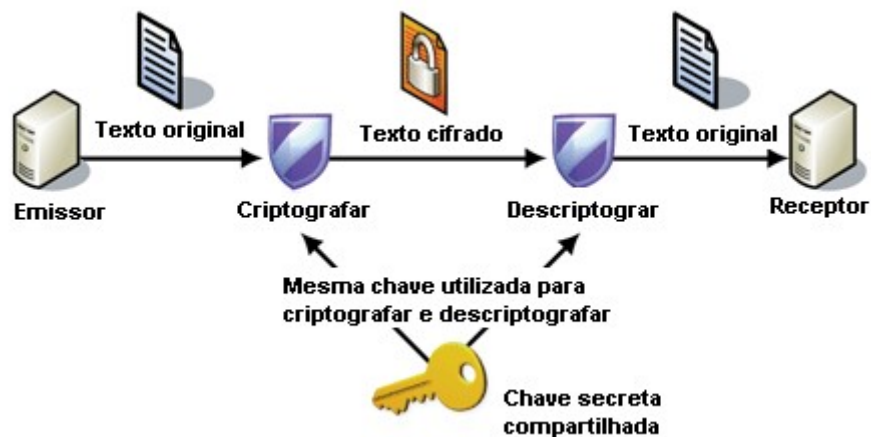 Texto original
Texto cifrado
Texto original
Emissor
Criptografar
Descriptograr
Receptor
Mesma chave utilizada para
criptografar e descriptografar
Chave secreta
compartilhada